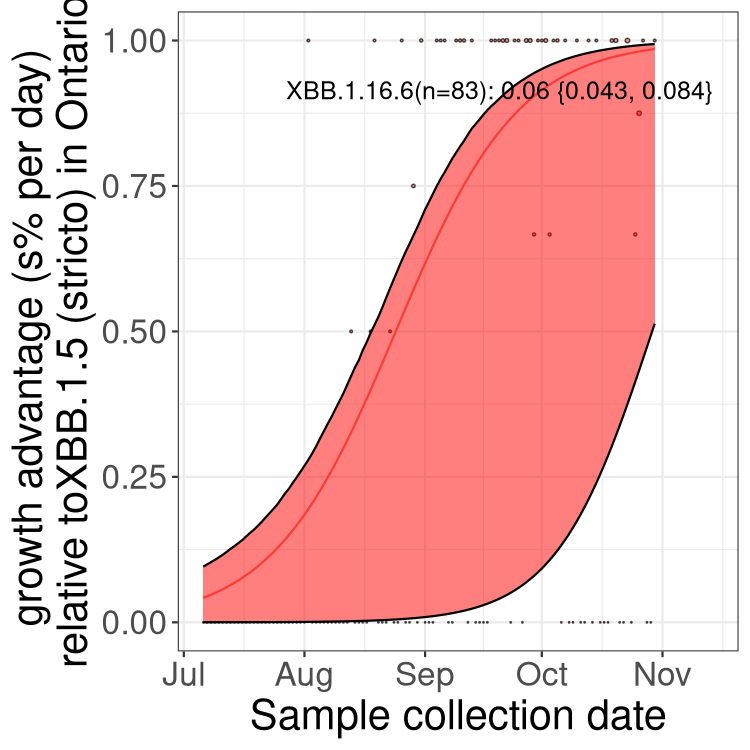 growth advantage (s% per day)
relative toXBB.1.5 (stricto) in Ontario
1.00
0.75
0.50
0.25
0.00
XBB.1.16.6(n=83): 0.06 {0.043, 0.084}
Jul Aug Sep Oct Nov
Sample collection date